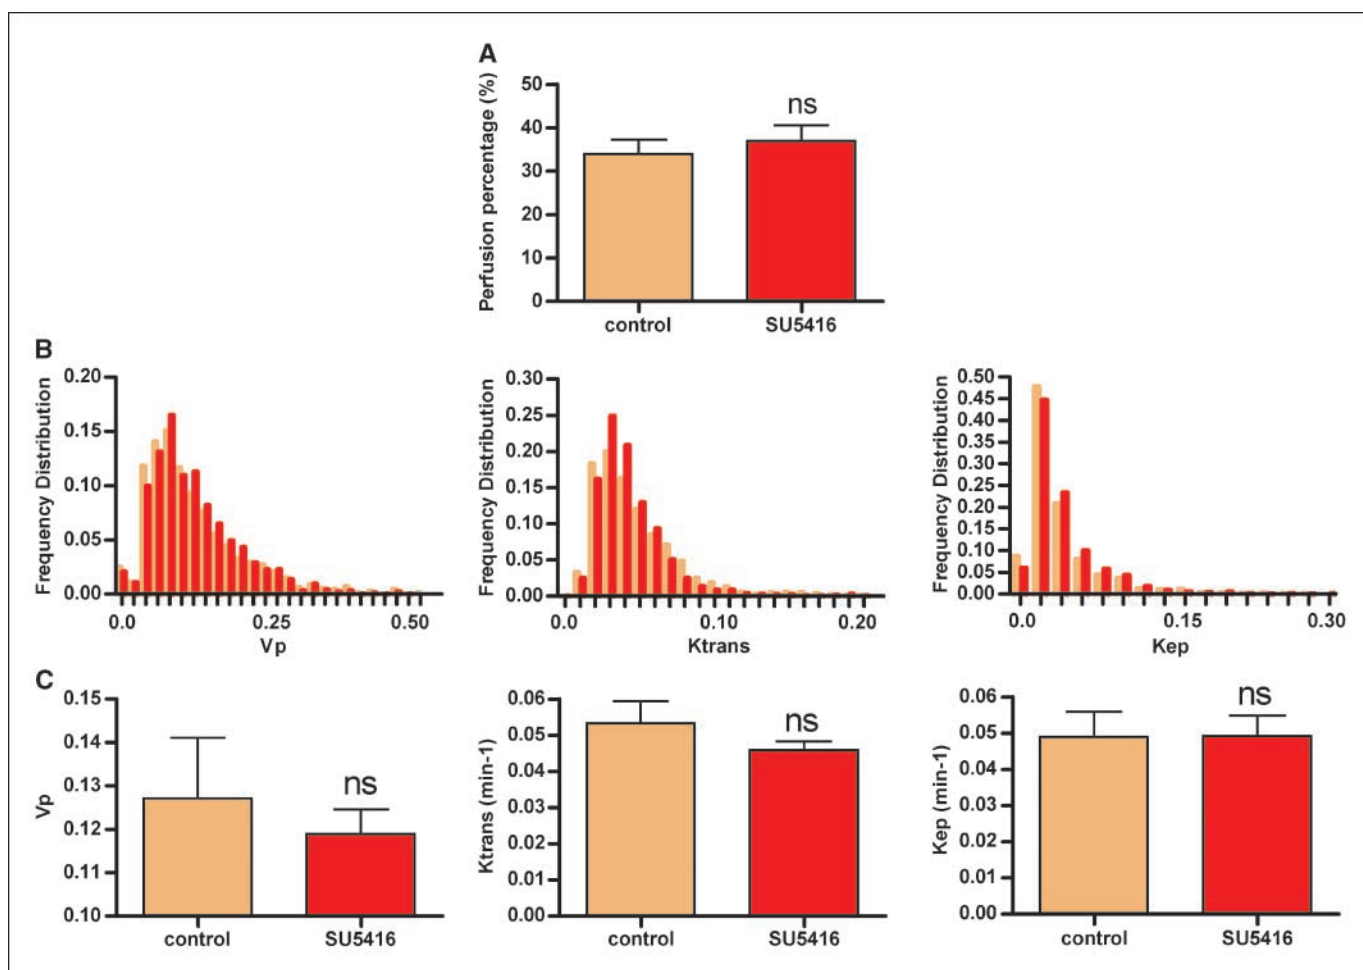 A
Perfusion percentage (%)
50
40
30
20
10
0
ns
control SU5416
B
Frequency Distribution
0.20
0.15
0.10
0.05
0.00
0.0 0.25 0.50
Vp
Frequency Distribution
0.30
0.25
0.20
0.15
0.10
0.05
0.00
0.0 0.10 0.20
Ktrans
Frequency Distribution
0.50
0.45
0.40
0.35
0.30
0.25
0.20
0.15
0.10
0.05
0.00
0.0 0.15 0.30
Kep
C
Vp
0.15
0.14
0.13
0.12
0.11
0.10
ns
control SU5416
Ktrans (min-1)
0.06
0.05
0.04
0.03
0.02
0.01
0.00
ns
control SU5416
Kep (min-1)
0.06
0.05
0.04
0.03
0.02
0.01
0.00
ns
control SU5416